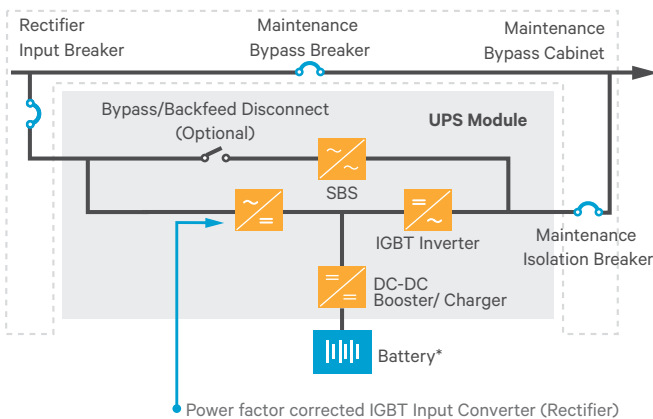 Rectifier
Input Breaker
Maintenance
Bypass Breaker
Maintenance
Bypass Cabinet
Bypass/Backfeed Disconnect
(Optional)
UPS Module
SBS
IGBT Inverter
Maintenance
Isolation Breaker
DC-DC
Booster/ Charger
Battery*
Power factor corrected IGBT Input Converter (Rectifier)